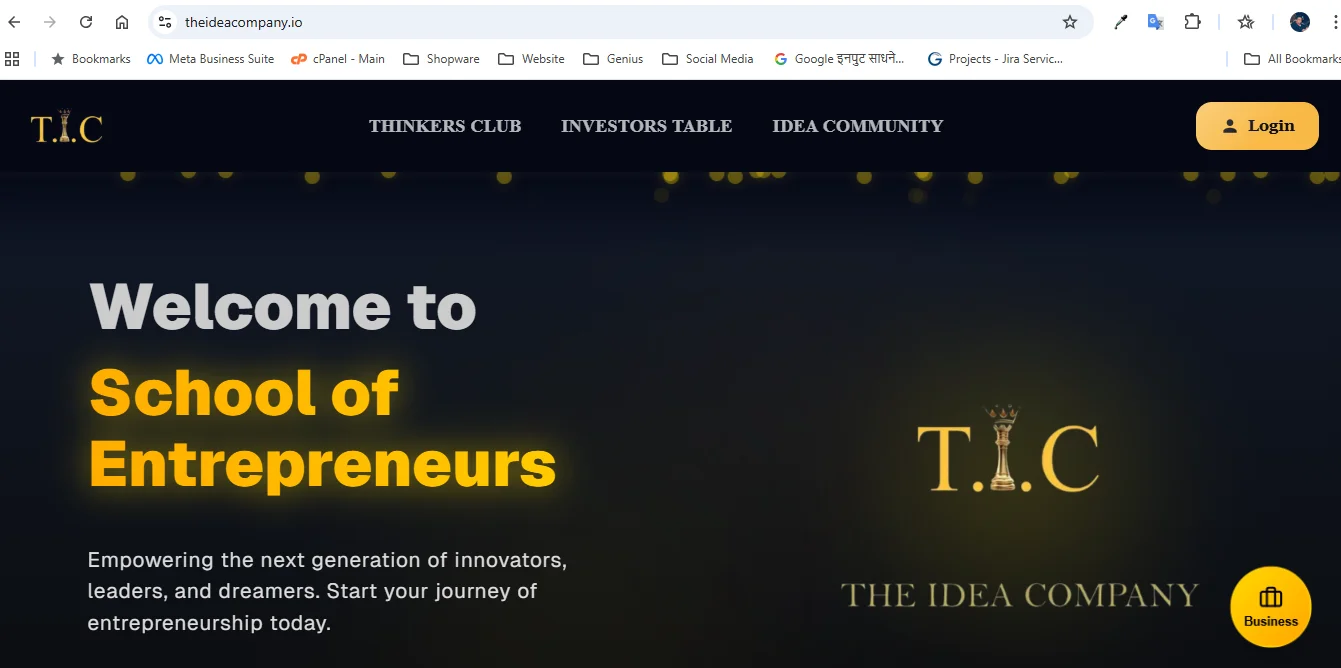 theideacompany.io
Bookmarks Meta Business Suite cPanel - Main Shopware Website Genius Social Media Google इनपुट साधने... Projects - Jira Servic... All Bookmarks
T.I.C THINKERS CLUB INVESTORS TABLE IDEA COMMUNITY Login
Welcome to
School of
Entrepreneurs
Empowering the next generation of innovators,
leaders, and dreamers. Start your journey of
entrepreneurship today.
T.I.C
THE IDEA COMPANY
Business